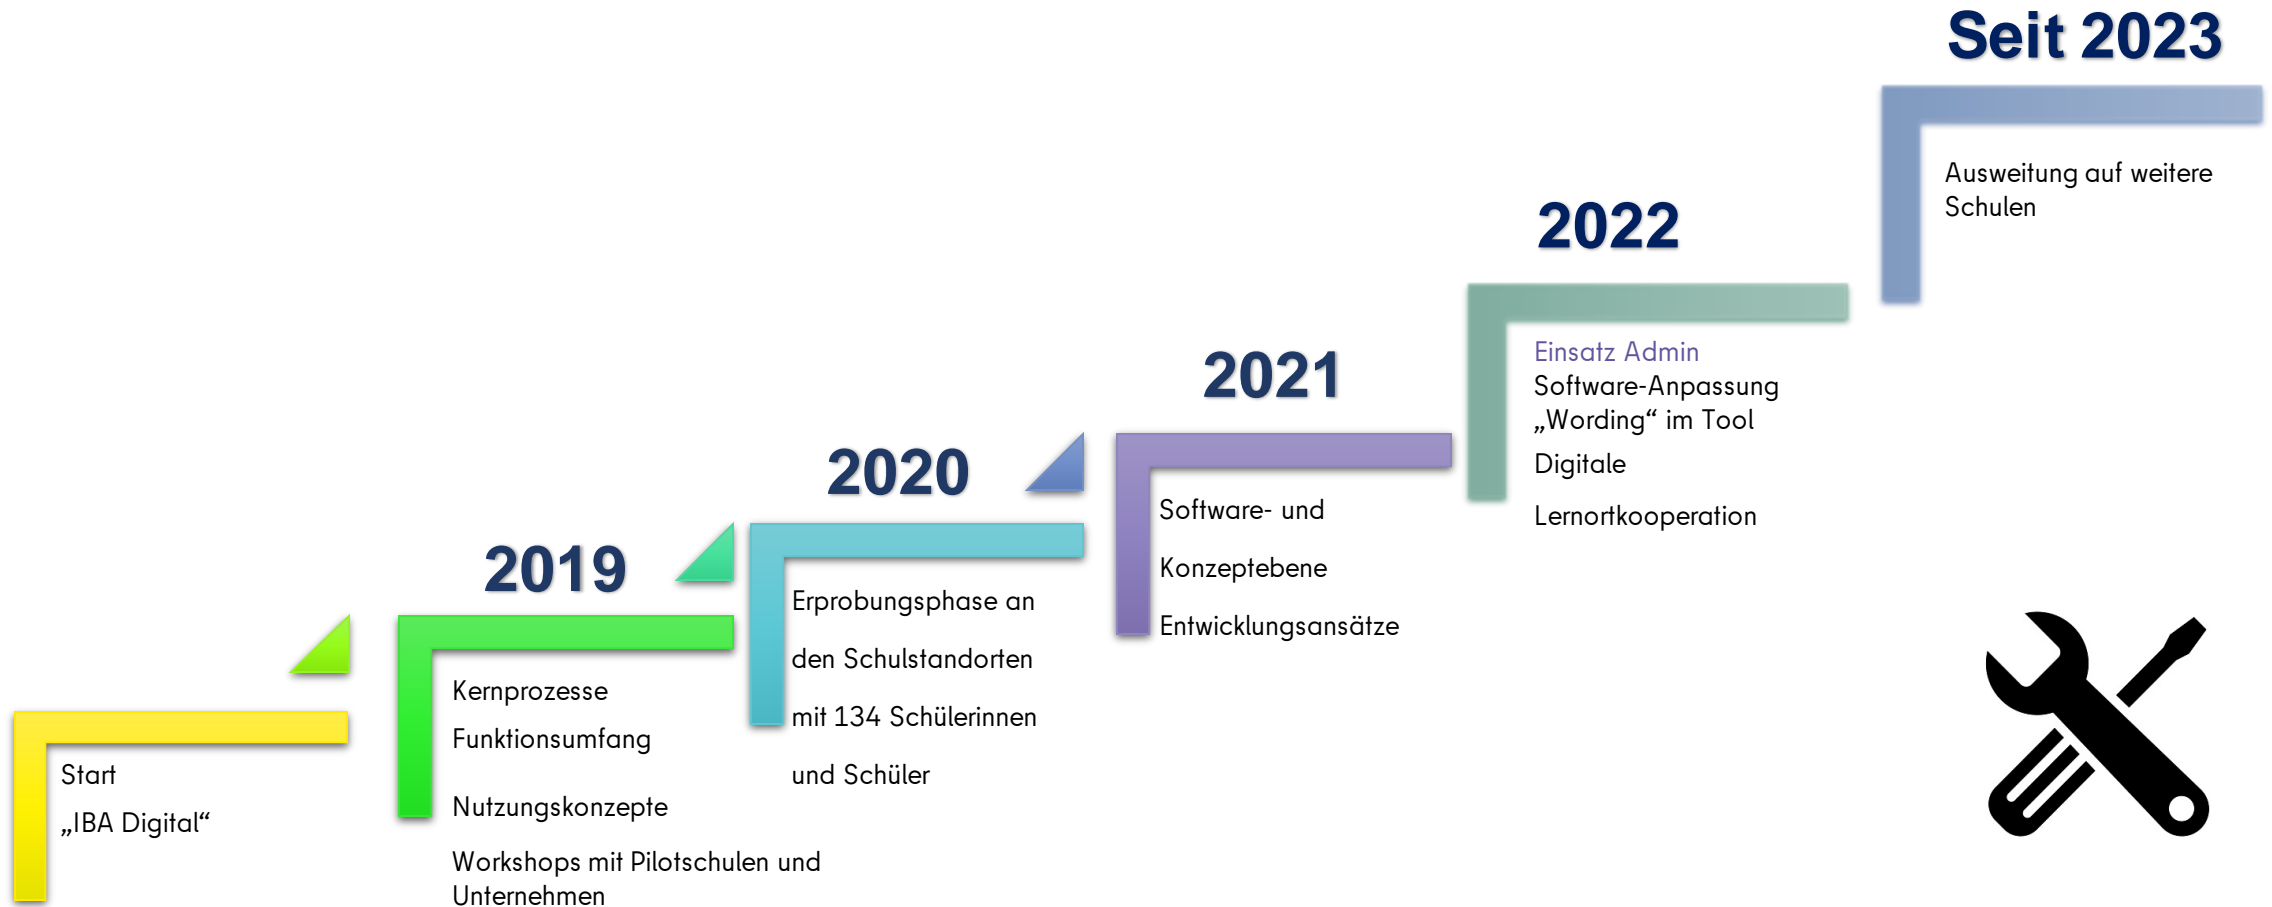 Start
„IBA Digital“
2019
Kernprozesse
Funktionsumfang
Nutzungskonzepte
Workshops mit Pilotschulen und
Unternehmen
2020
Erprobungsphase an
den Schulstandorten
mit 134 Schülerinnen
und Schüler
2021
Software- und
Konzeptebene
Entwicklungsansätze
2022
Einsatz Admin
Software-Anpassung
„Wording“ im Tool
Digitale
Lernortkooperation
Seit 2023
Ausweitung auf weitere
Schulen